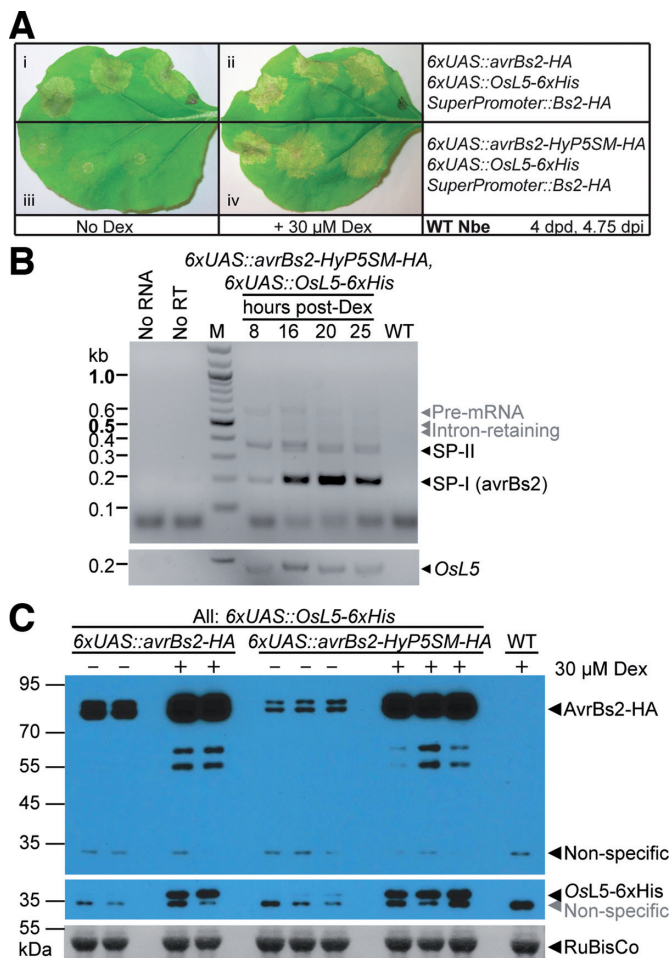 A
i
ii
6xUAS::avrBs2-HA
6xUAS::OsL5-6xHis
SuperPromoter::Bs2-HA
iii
iv
6xUAS::avrBs2-HyP5SM-HA
6xUAS::OsL5-6xHis
SuperPromoter::Bs2-HA
No Dex
+ 30 µM Dex
WT Nbe 4 dpd, 4.75 dpi
B
6xUAS::avrBs2-HyP5SM-HA,
6xUAS::OsL5-6xHis
hours post-Dex
No RNA
No RT
M 8 16 20 25 WT
kb
1.0
0.6
0.5
0.4
0.3
0.2
0.1
Pre-mRNA
Intron-retaining
SP-II
SP-I (avrBs2)
0.2
OsL5
C
All: 6xUAS::OsL5-6xHis
6xUAS::avrBs2-HA 6xUAS::avrBs2-HyP5SM-HA WT
– – + + – – – + + + + 30 µM Dex
95
AvrBs2-HA
70
55
45
35
Non-specific
35
OsL5-6xHis
Non-specific
55
kDa
RuBisCo